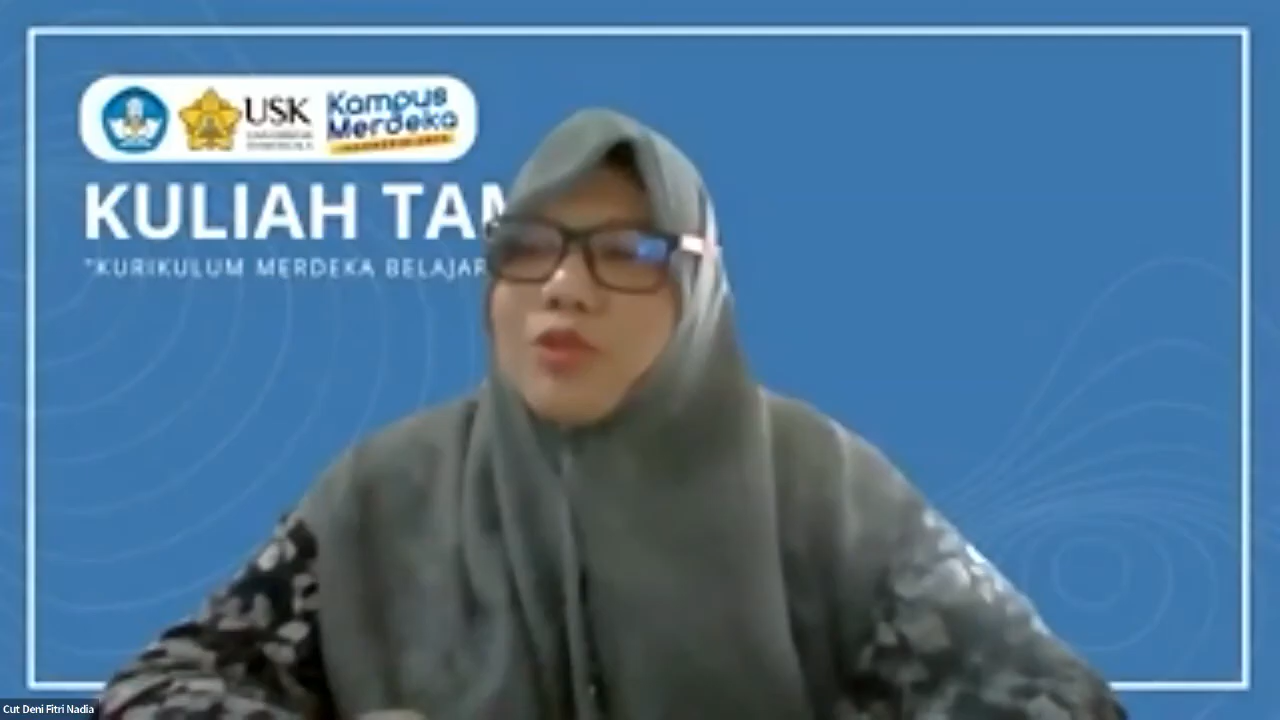 USK
Kampus
Merdeka
KULIAH TAM
"KURIKULUM MERDEKA BELAJAR
Cut Deni Fitri Nadia